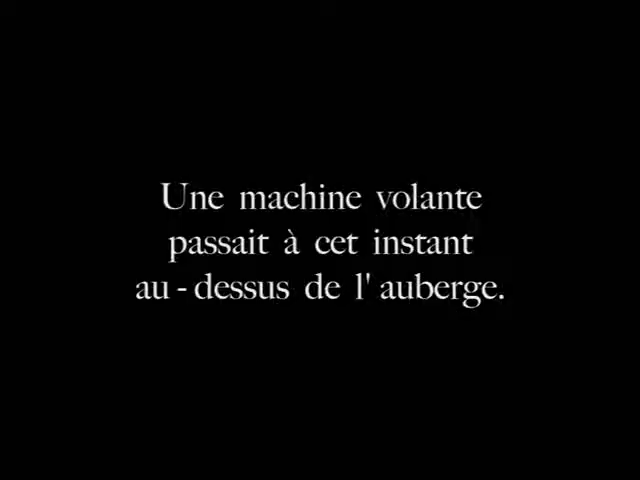 Une machine volante
passait à cet instant
au-dessus de l'auberge.